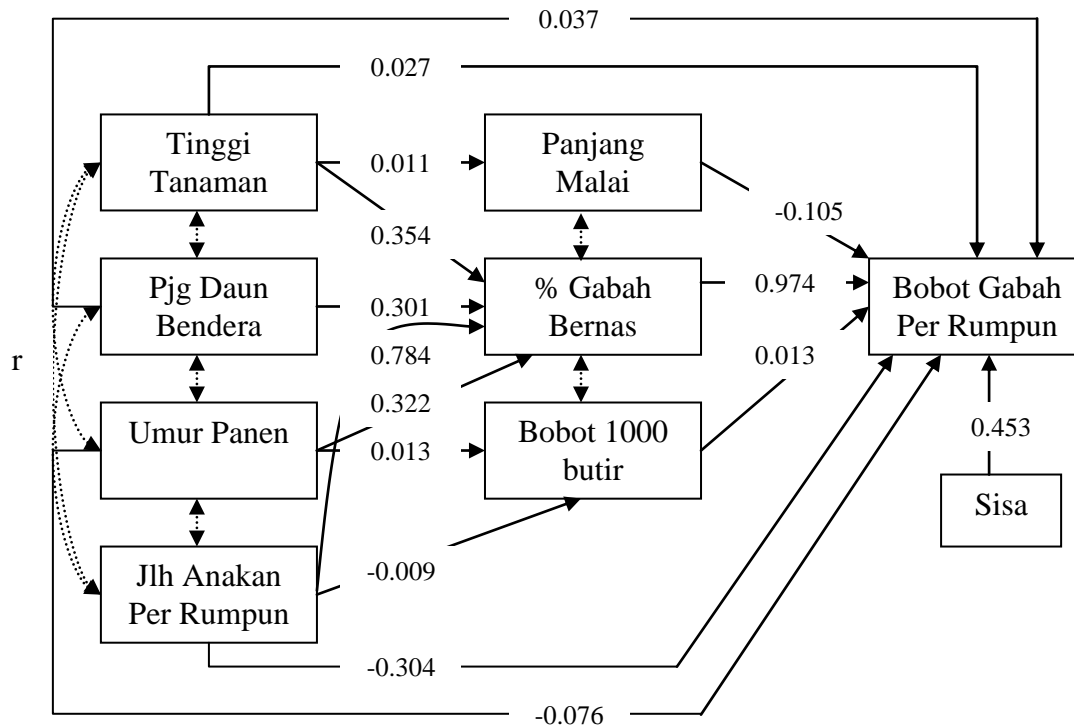 0.037
0.027
Tinggi
Tanaman
0.011
Panjang
Malai
-0.105
0.354
Pjg Daun
Bendera
0.301
% Gabah
Bernas
0.974
Bobot Gabah
Per Rumpun
r
0.784
0.013
0.322
Umur Panen
0.013
Bobot 1000
butir
0.453
Sisa
Jlh Anakan
Per Rumpun
-0.009
-0.304
-0.076